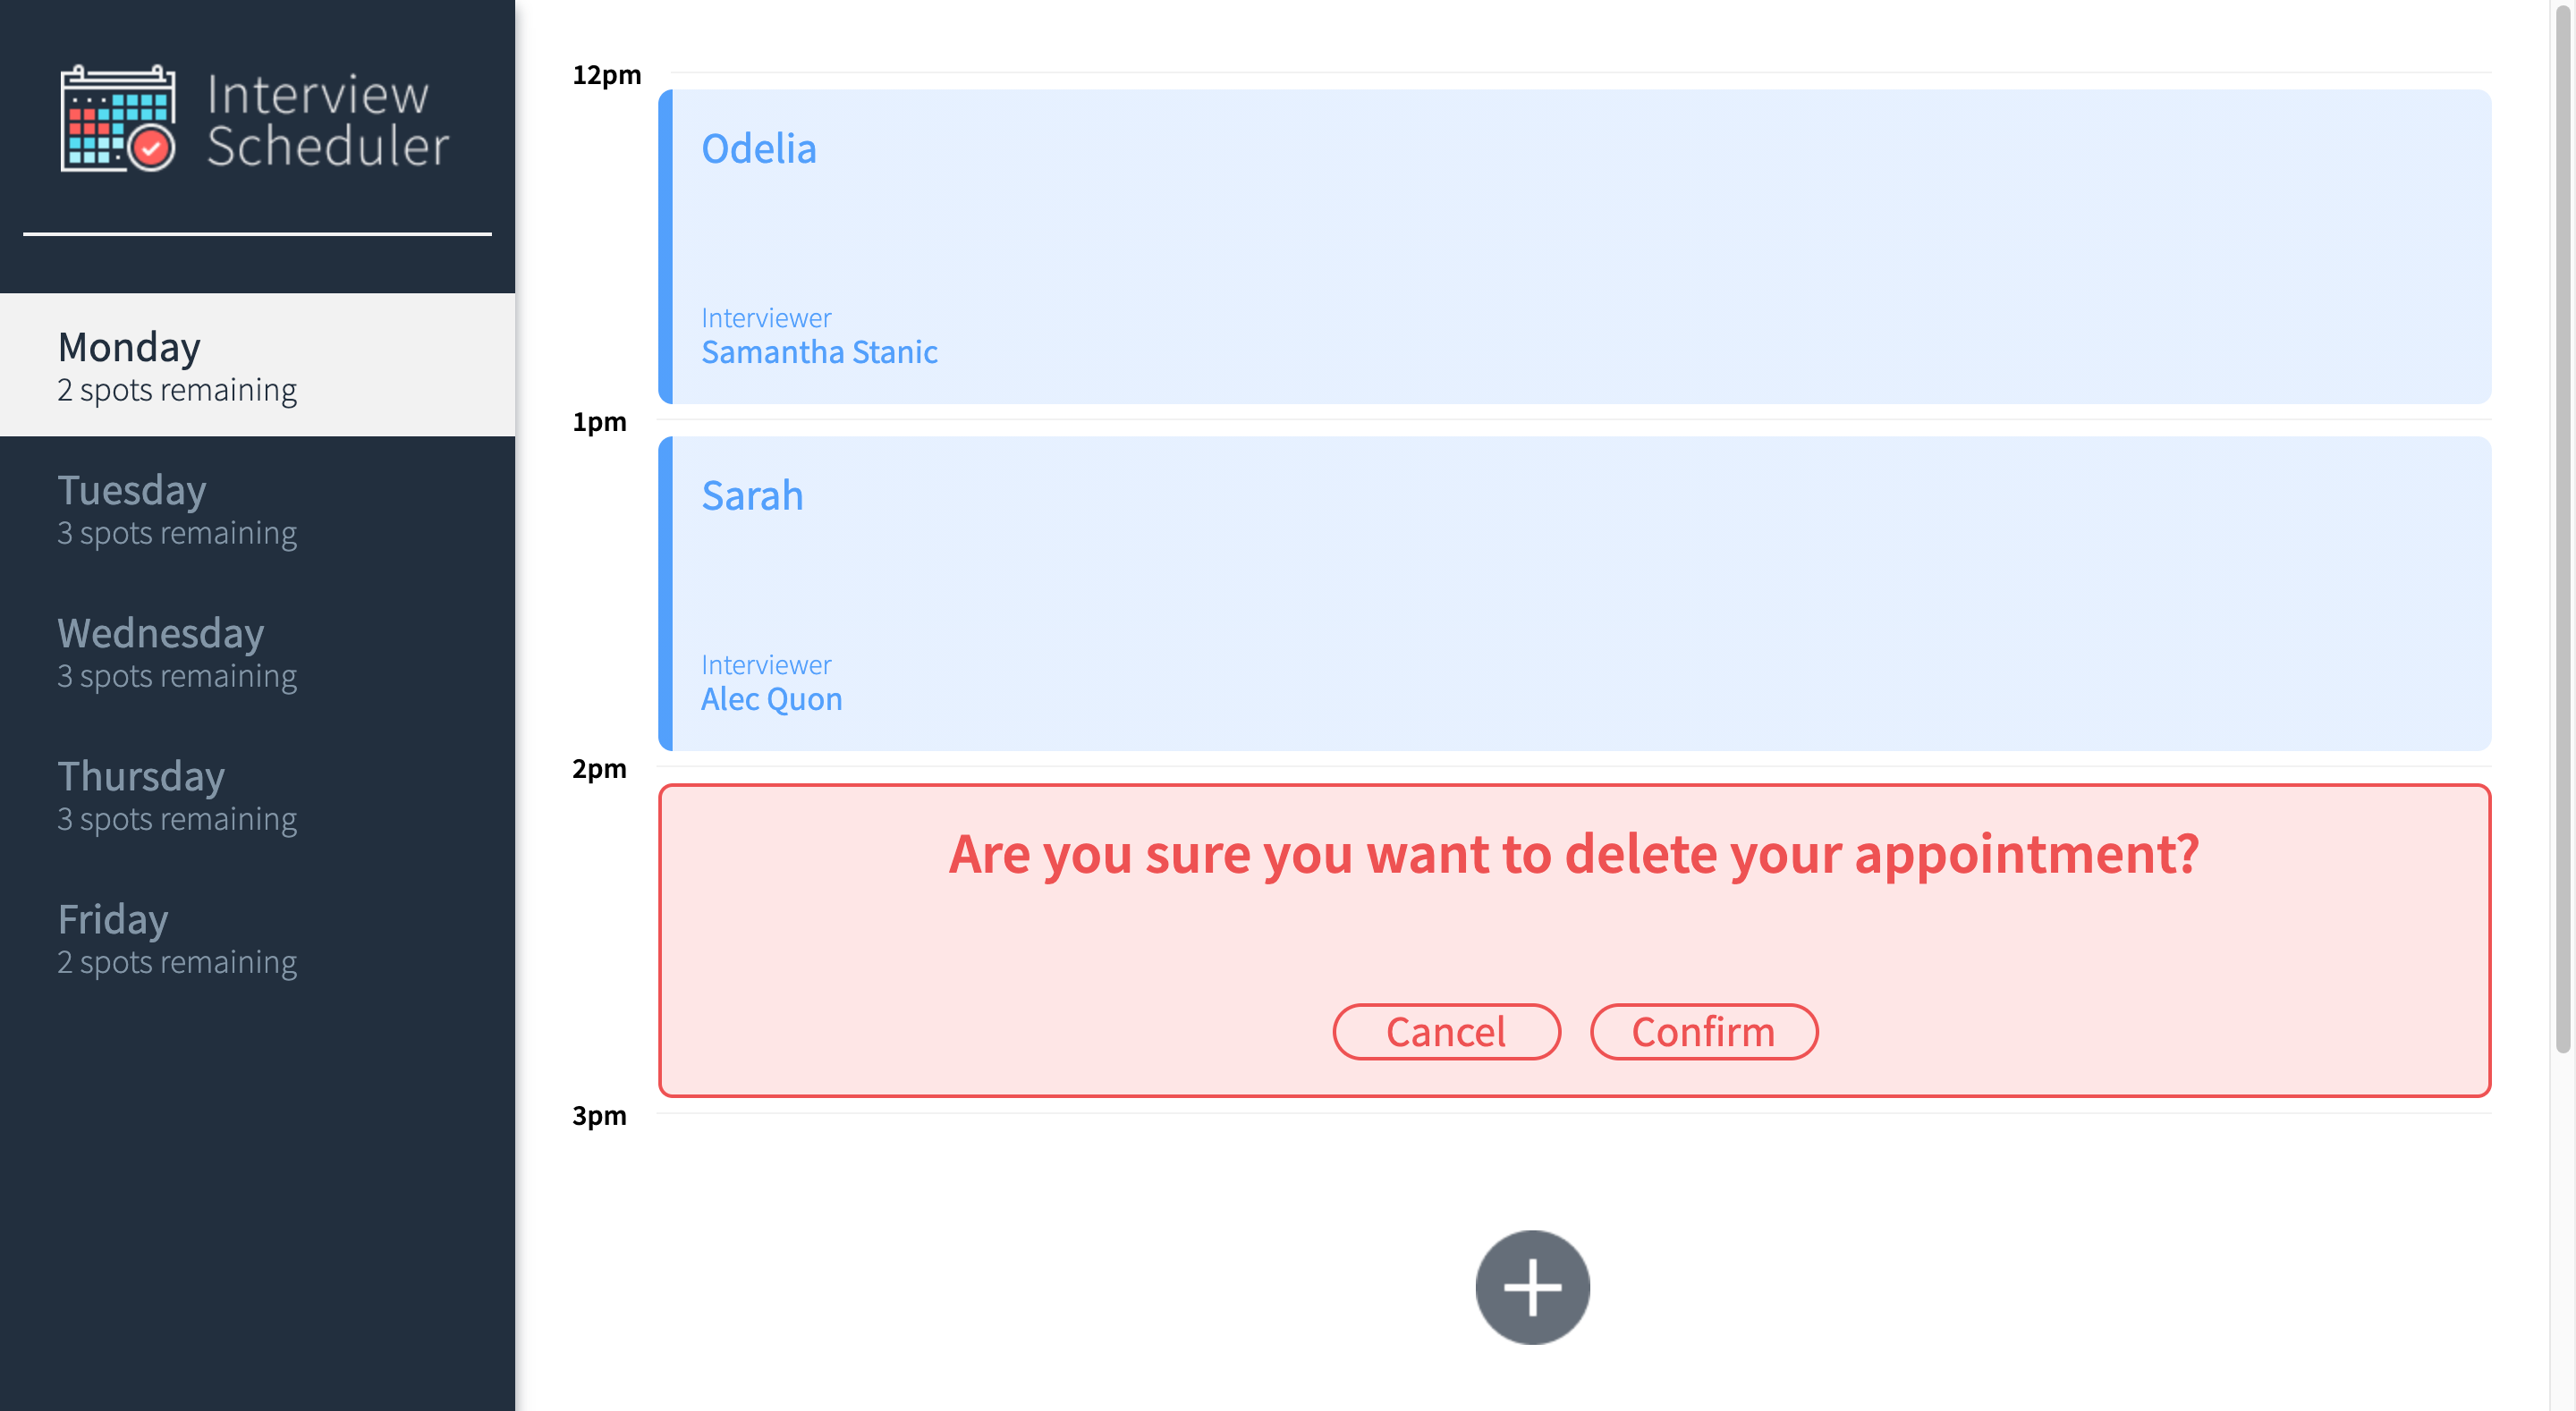 Interview
Scheduler
Monday
2 spots remaining
Tuesday
3 spots remaining
Wednesday
3 spots remaining
Thursday
3 spots remaining
Friday
2 spots remaining
12pm
Odelia
Interviewer
Samantha Stanic
1pm
Sarah
Interviewer
Alec Quon
2pm
Are you sure you want to delete your appointment?
Cancel Confirm
3pm